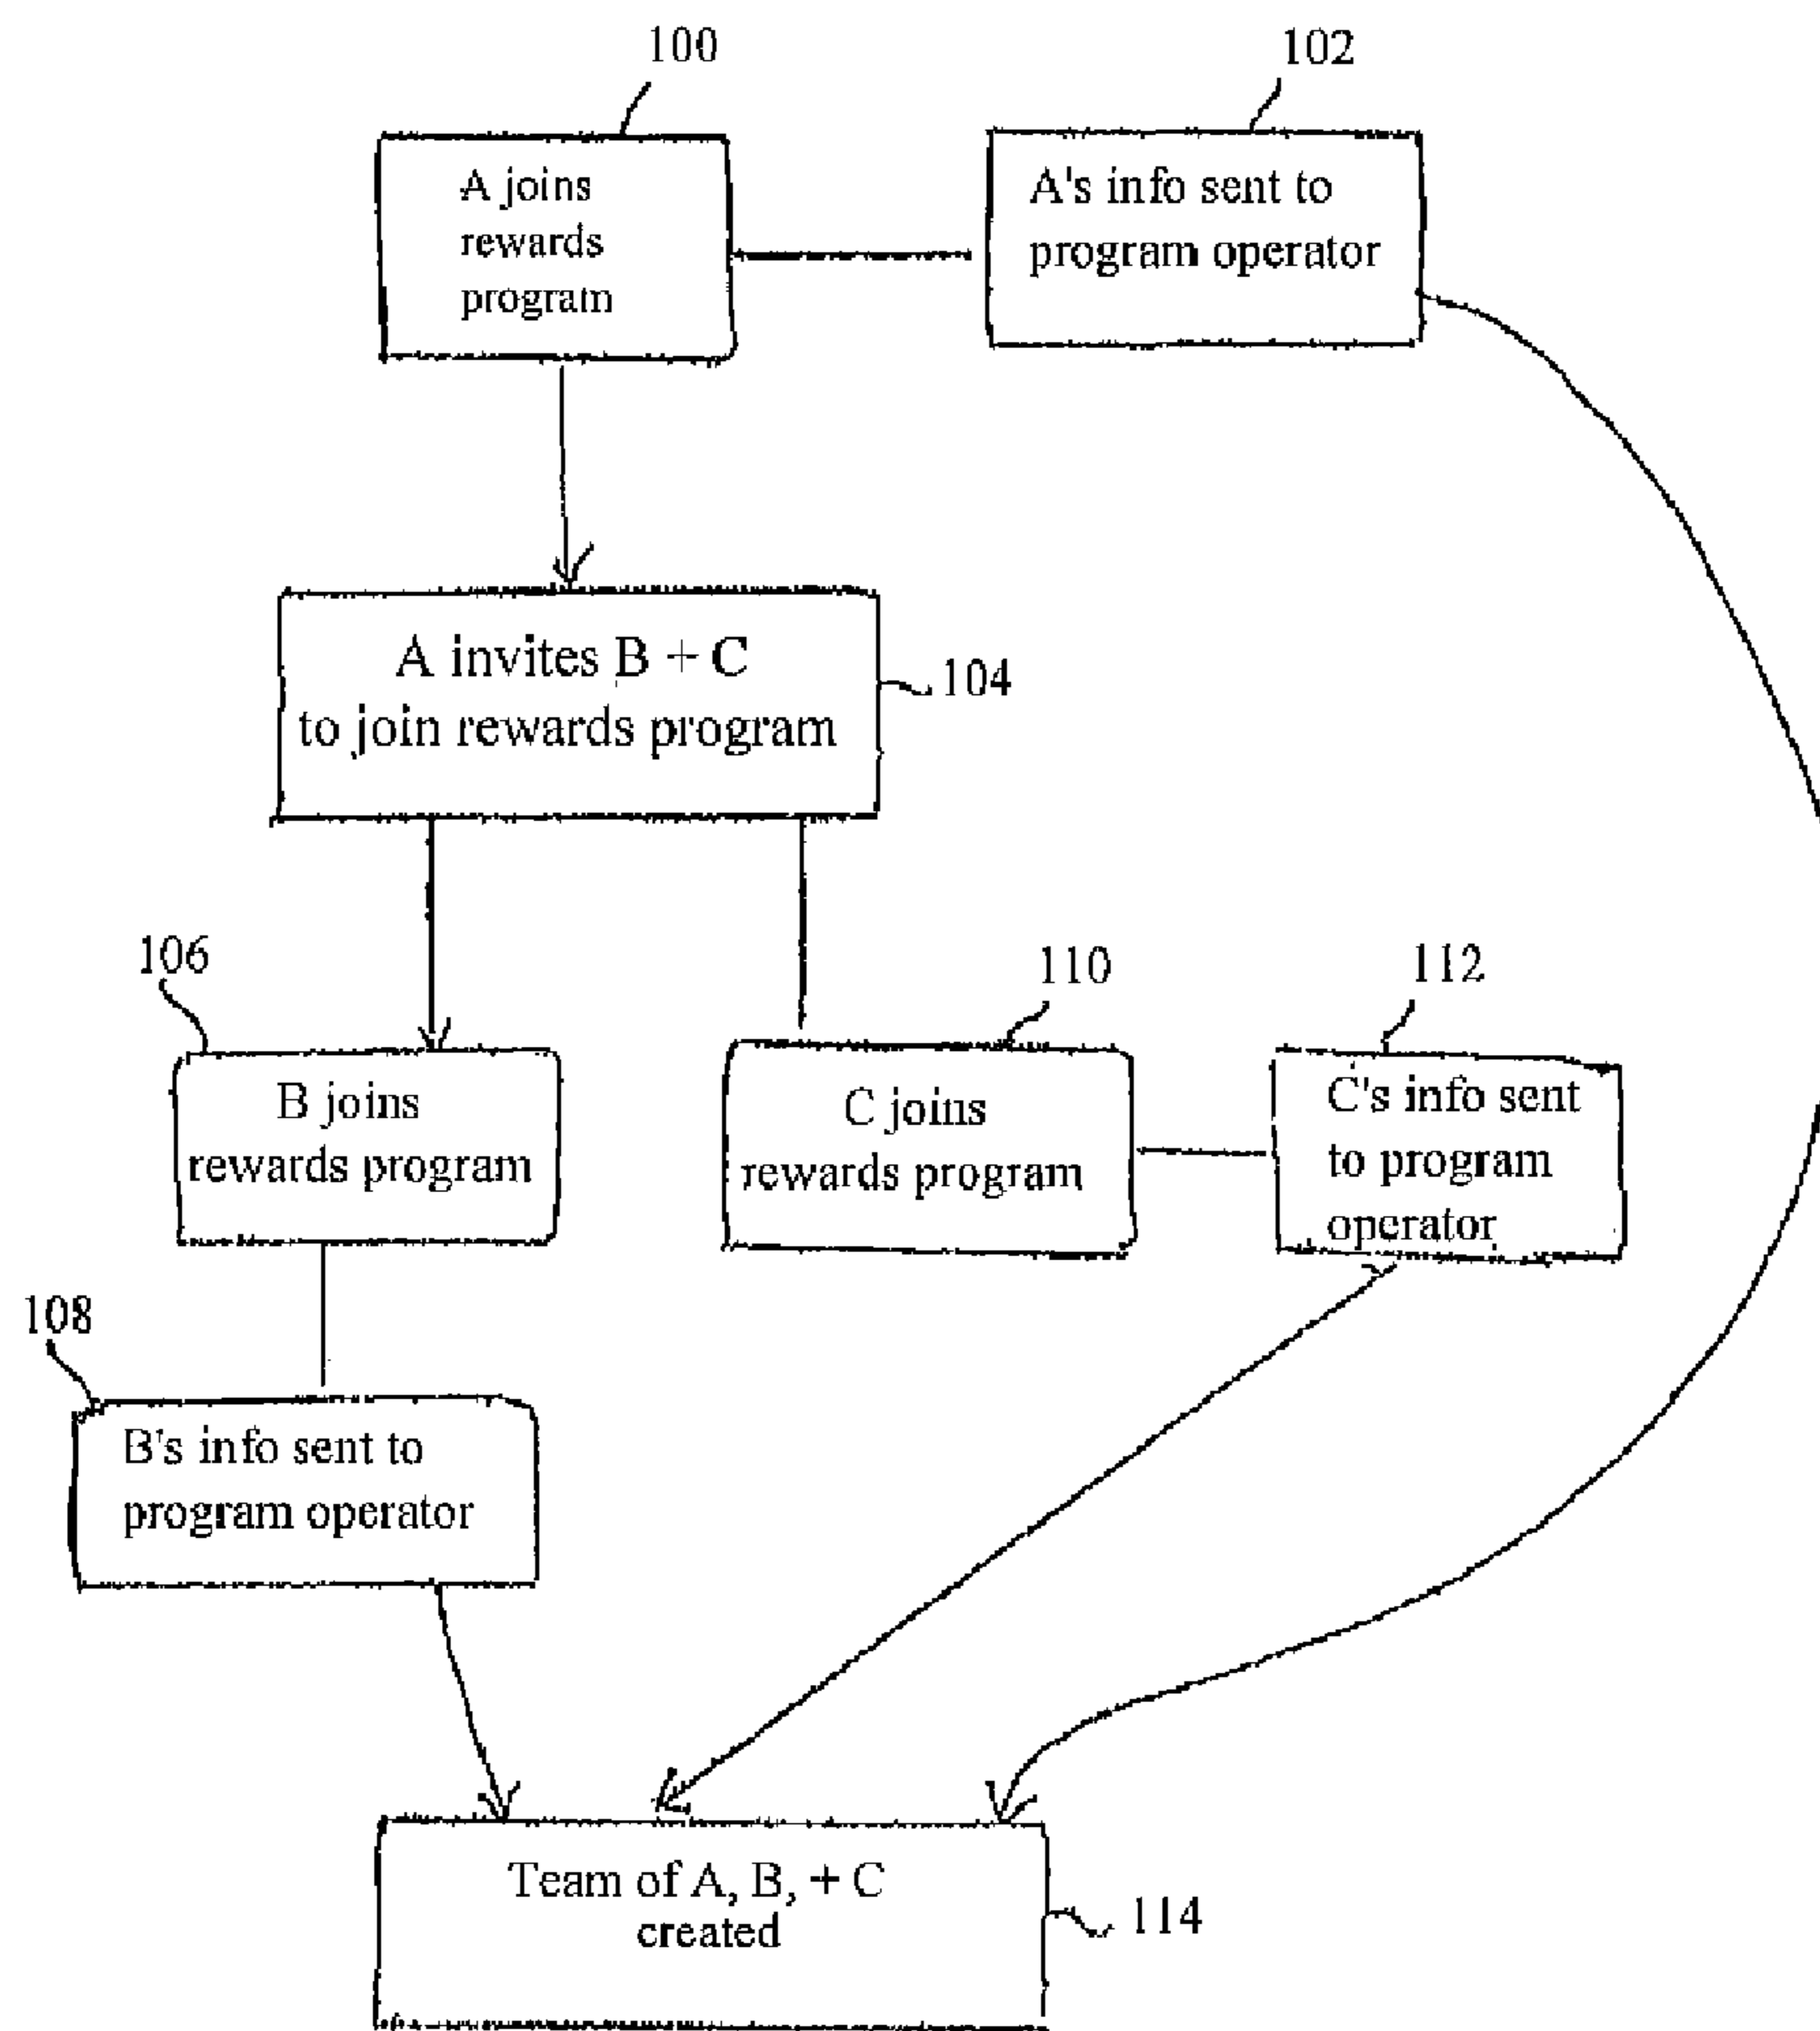 100
102
A joins
rewards
program
A's info sent to
program operator
A invites B + C
to join rewards program
104
106
110
112
B joins
rewards program
C joins
rewards program
C's info sent
to program
operator
108
B's info sent to
program operator
Team of A, B, + C
created
114